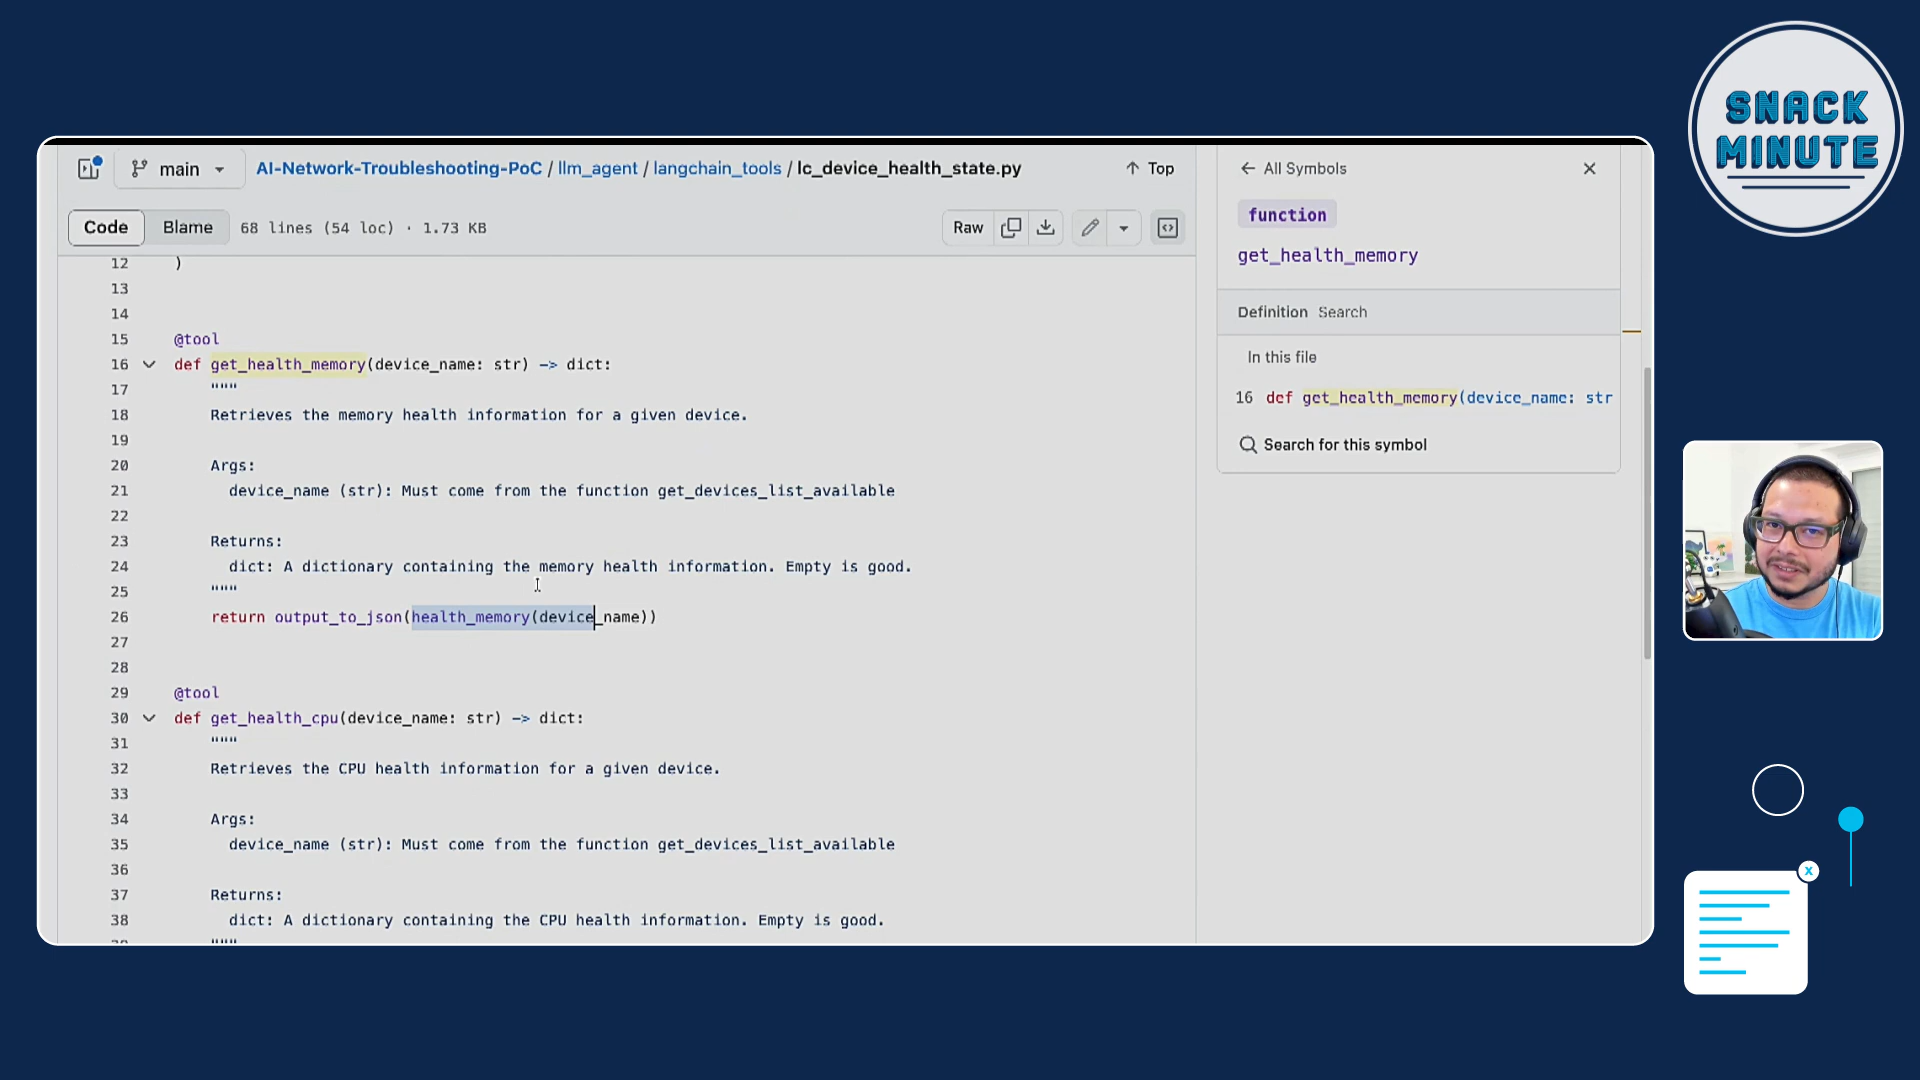 SNACK
MINUTE
main
AI-Network-Troubleshooting-PoC / llm_agent / langchain_tools / lc_device_health_state.py
Top
Code Blame 68 lines (54 loc) · 1.73 KB
Raw
12 )
13
14
15 @tool
16 def get_health_memory(device_name: str) -> dict:
17 """
18 Retrieves the memory health information for a given device.
19
20 Args:
21 device_name (str): Must come from the function get_devices_list_available
22
23 Returns:
24 dict: A dictionary containing the memory health information. Empty is good.
25 """
26 return output_to_json(health_memory(device_name))
27
28
29 @tool
30 def get_health_cpu(device_name: str) -> dict:
31 """
32 Retrieves the CPU health information for a given device.
33
34 Args:
35 device_name (str): Must come from the function get_devices_list_available
36
37 Returns:
38 dict: A dictionary containing the CPU health information. Empty is good.
All Symbols
function
get_health_memory
Definition Search
In this file
16 def get_health_memory(device_name: str
Search for this symbol
x